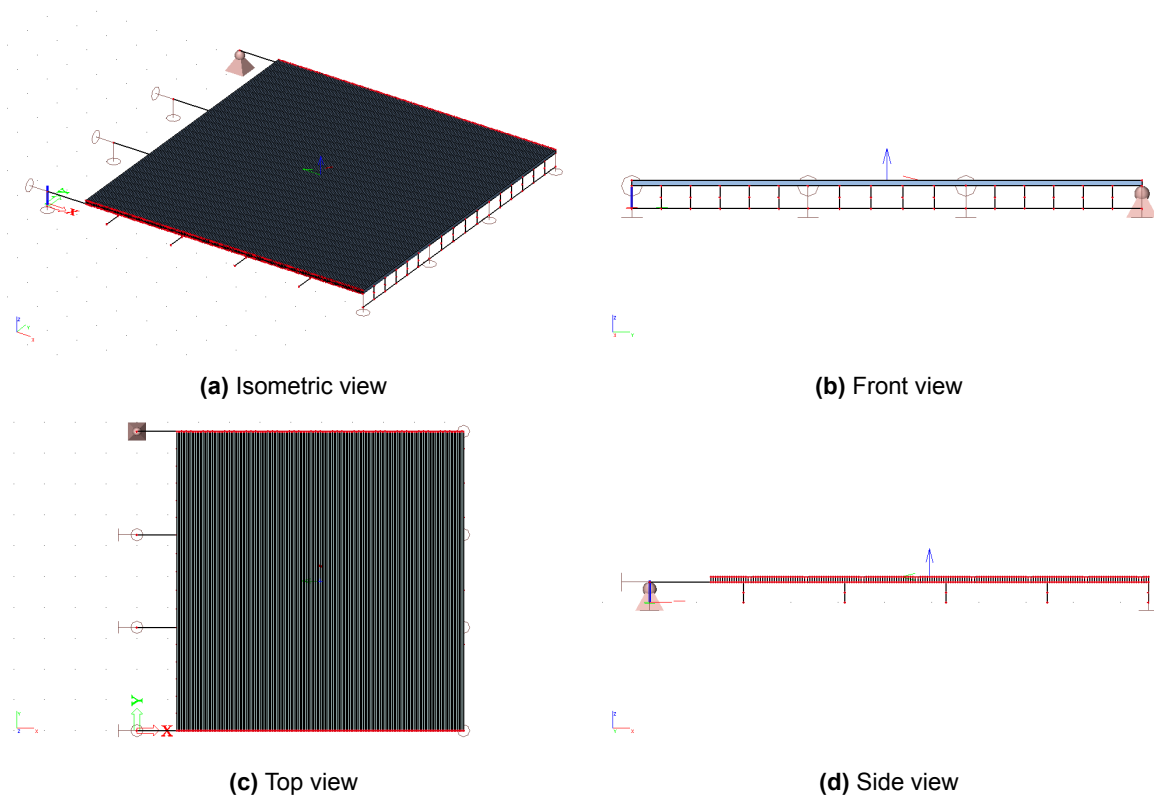 (a) Isometric view
(b) Front view
Y
X
(c) Top view
(d) Side view